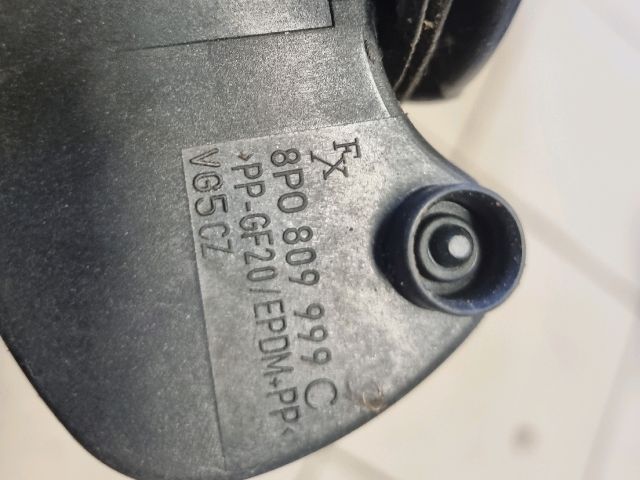 FX
8P0 809 999 C
>PP-GF20/EPDM+PP<
VG5CZ